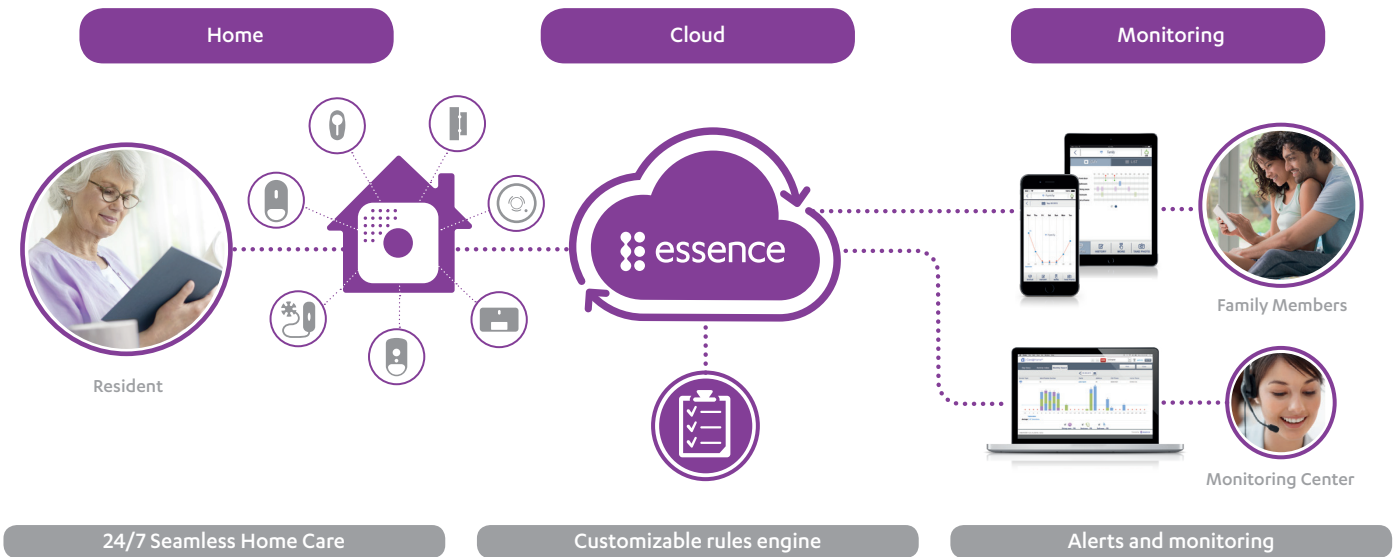 Home
Cloud
Monitoring
essence
Family Members
Resident
Monitoring Center
24/7 Seamless Home Care
Customizable rules engine
Alerts and monitoring